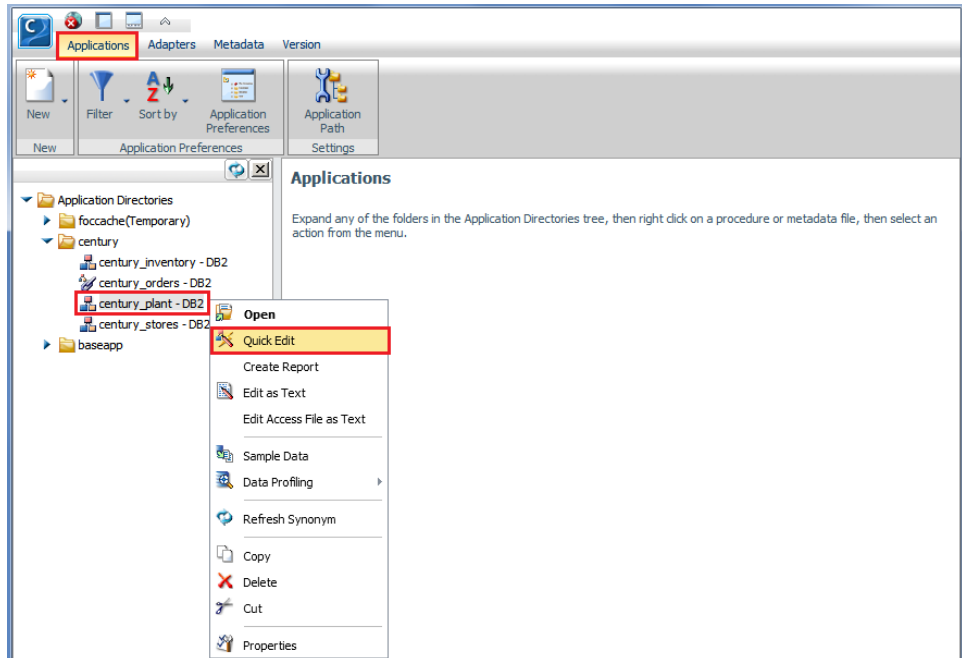 Applications Adapters Metadata Version
New Filter Sort by Application Preferences Application Path
New Application Preferences Settings
Application Directories
foccache(Temporary)
century
century_inventory - DB2
century_orders - DB2
century_plant - DB2
century_stores - DB2
baseapp
Applications
Expand any of the folders in the Application Directories tree, then right click on a procedure or metadata file, then select an
action from the menu.
Open
Quick Edit
Create Report
Edit as Text
Edit Access File as Text
Sample Data
Data Profiling
Refresh Synonym
Copy
Delete
Cut
Properties